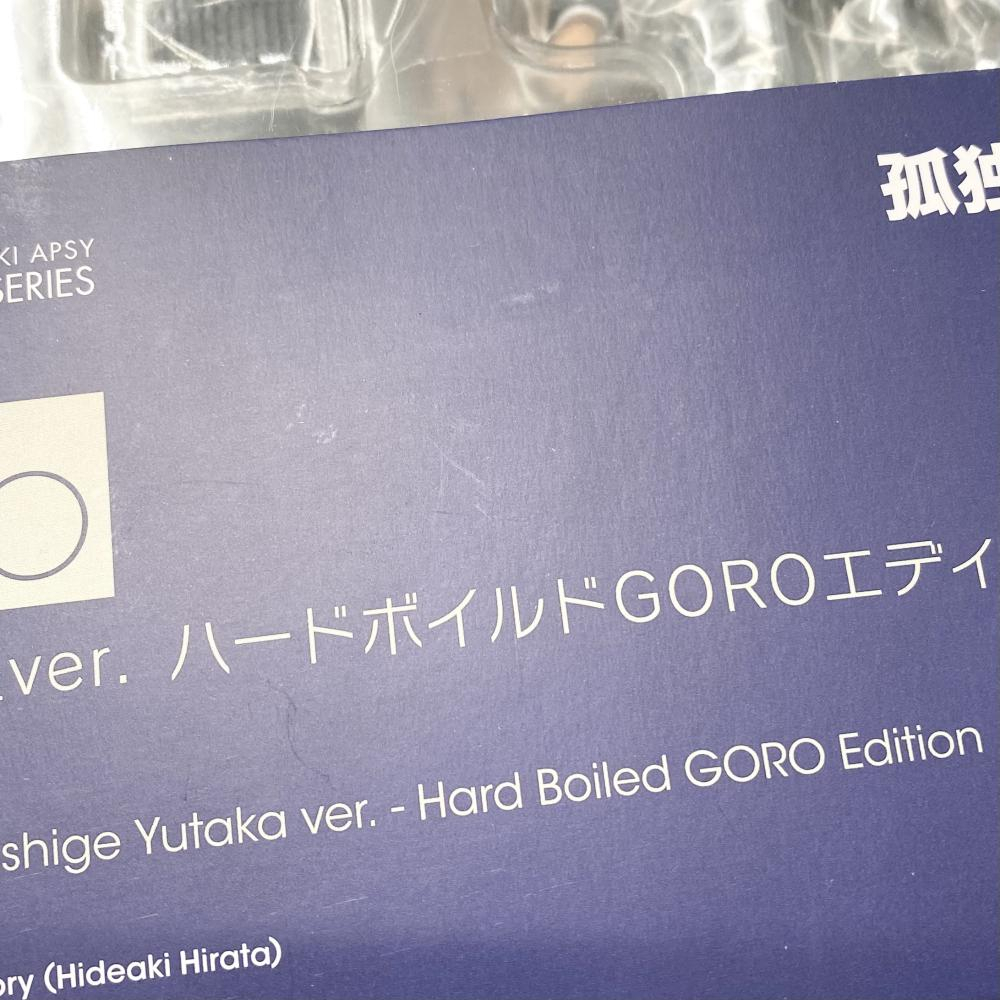 孤独
KI APSY
SERIES
ver. ハードボイルドGOROエディ
shige Yutaka ver. - Hard Boiled GORO Edition
ory (Hideaki Hirata)